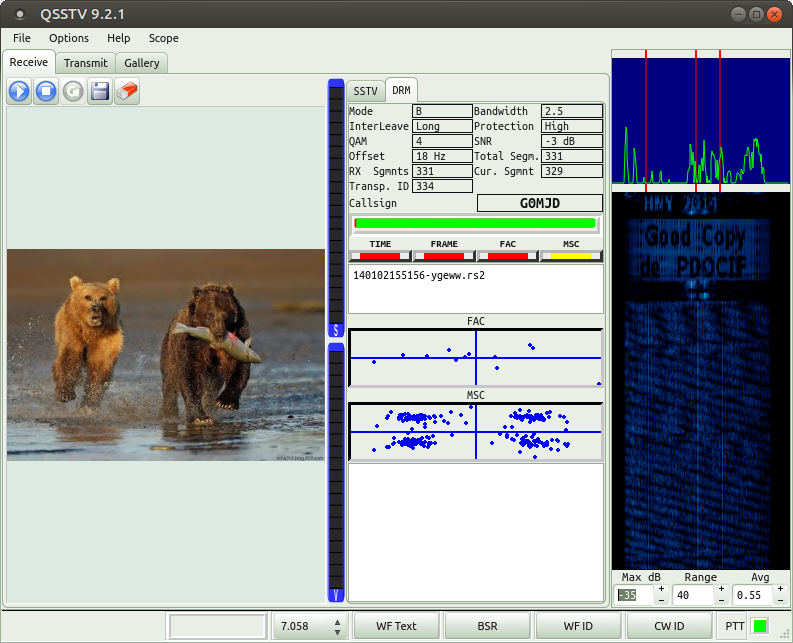 QSSTV 9.2.1
File Options Help Scope
Receive Transmit Gallery
SSTV DRM
Mode B Bandwidth 2.5
InterLeave Long Protection High
QAM 4 SNR -3 dB
Offset 18 Hz Total Segm. 331
RX Sgmnts 331 Cur. Sgmnt 329
Transp. ID 334
Callsign G0MJD
TIME FRAME FAC MSC
140102155156-ygeww.rs2
FAC
MSC
S
V
Good Copy
de PD0CIF
Max dB Range Avg
-35 40 0.55
7.058 WF Text BSR WF ID CW ID PTT